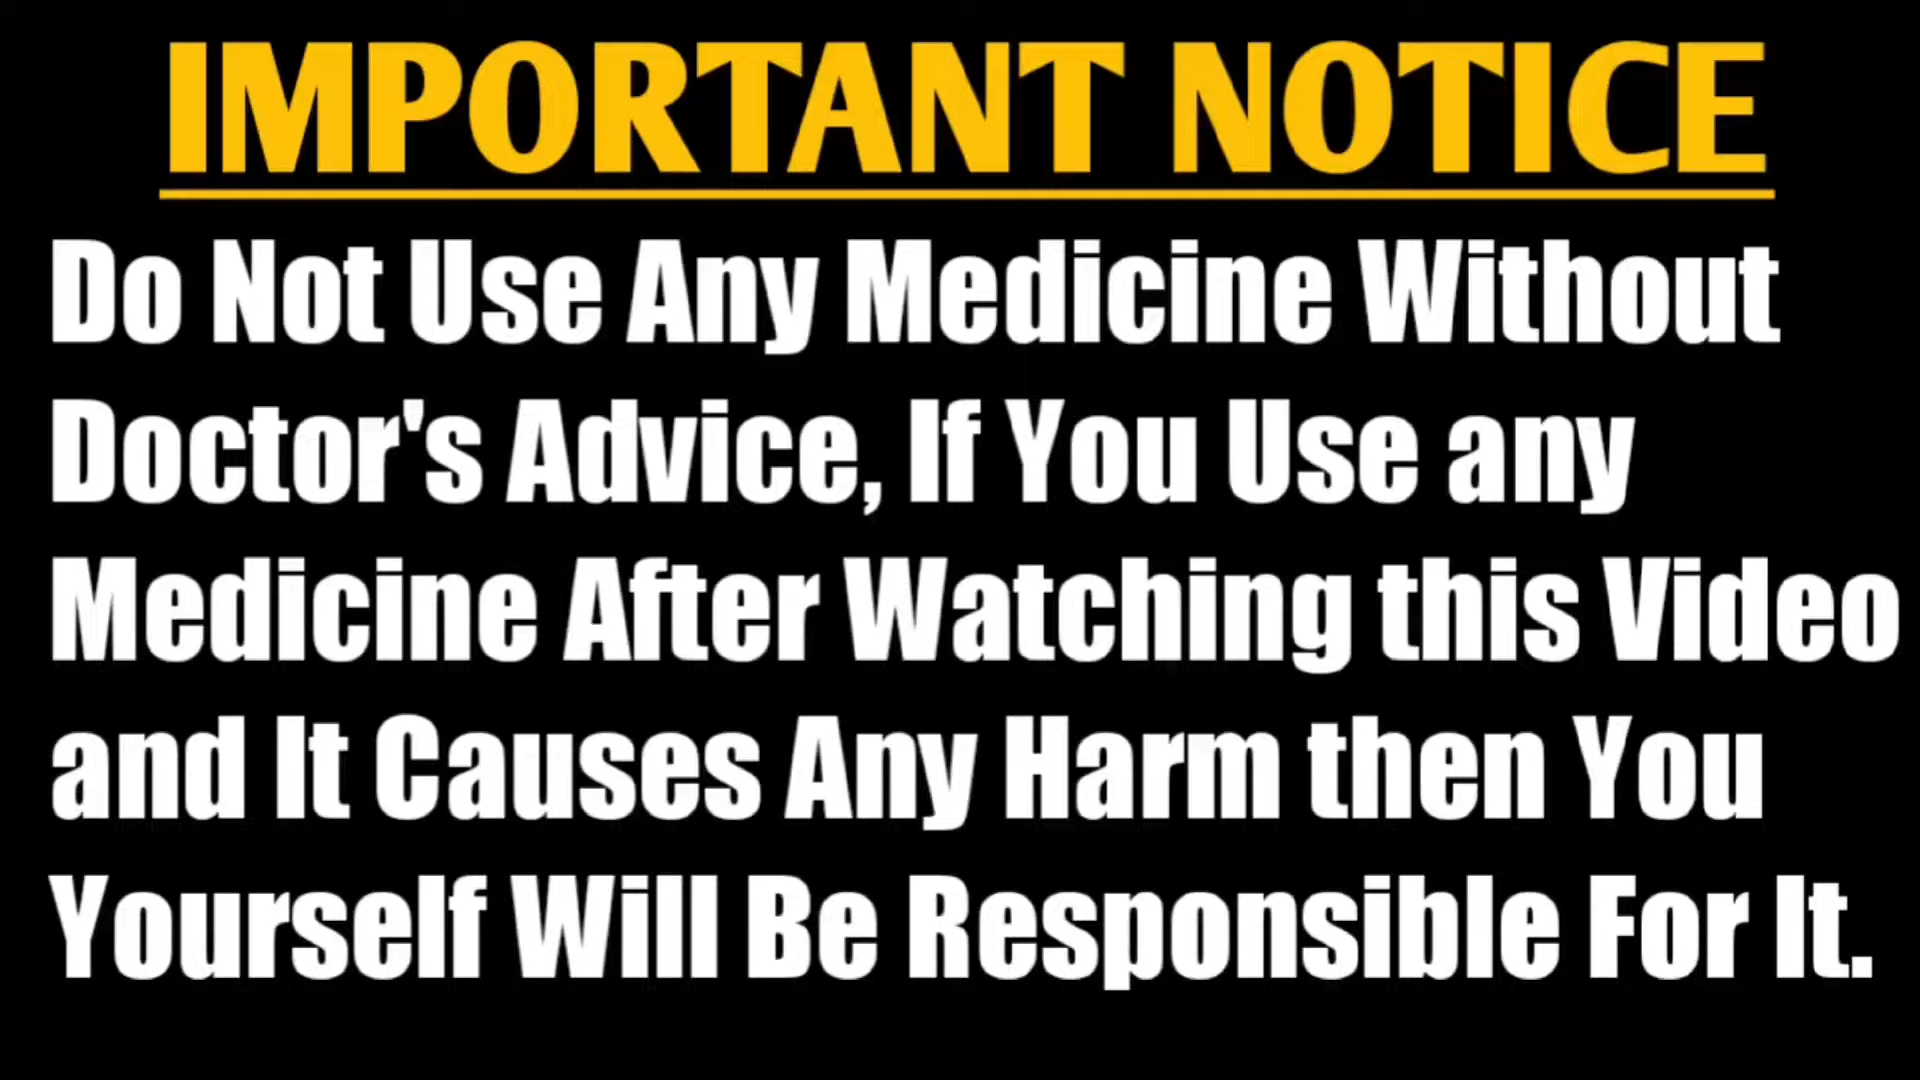 IMPORTANT NOTICE
Do Not Use Any Medicine Without
Doctor's Advice, If You Use any
Medicine After Watching this Video
and It Causes Any Harm then You
Yourself Will Be Responsible For It.